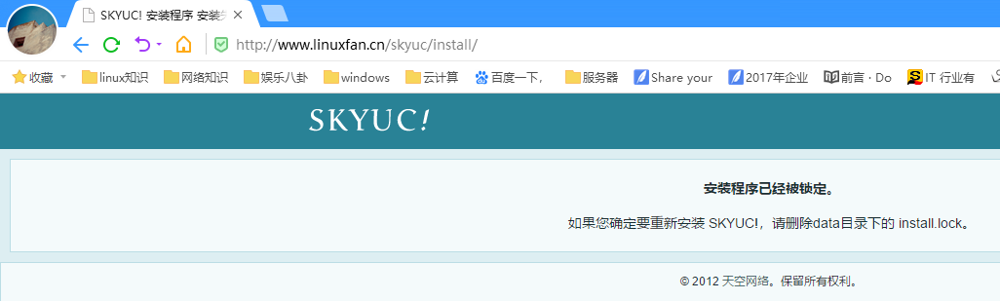 SKYUC! 安装程序 安装失
http://www.linuxfan.cn/skyuc/install/
收藏 linux知识 网络知识 娱乐八卦 windows 云计算 百度一下, 服务器 Share your 2017年企业 前言 · Do IT 行业有
SKYUC!
安装程序已经被锁定。
如果您确定要重新安装 SKYUC!，请删除data目录下的 install.lock。
© 2012 天空网络。保留所有权利。